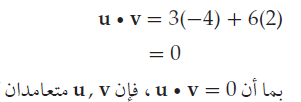 u • v = 3(−4) + 6(2)
= 0
بما أن u • v = 0 ، فإن u, v متعامدان